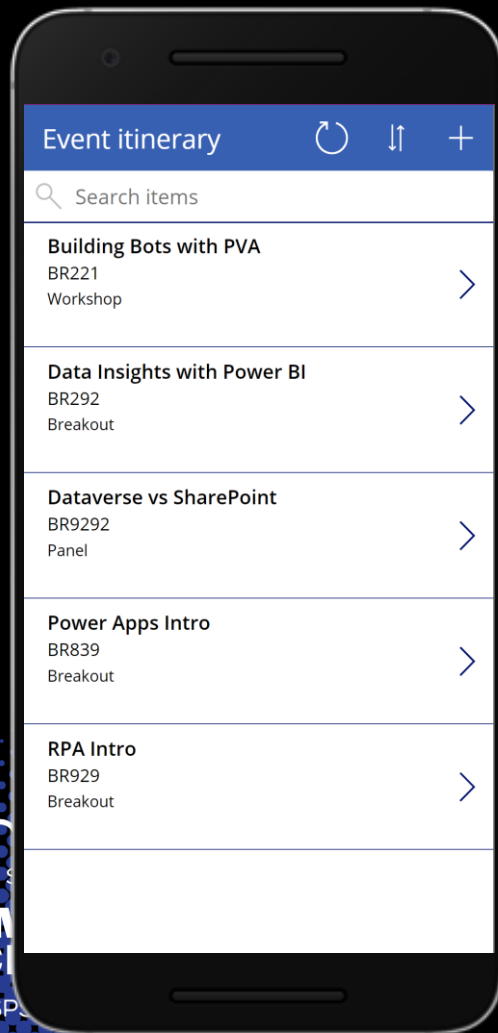 Event itinerary
Search items
Building Bots with PVA
BR221
Workshop
Data Insights with Power BI
BR292
Breakout
Dataverse vs SharePoint
BR9292
Panel
Power Apps Intro
BR839
Breakout
RPA Intro
BR929
Breakout